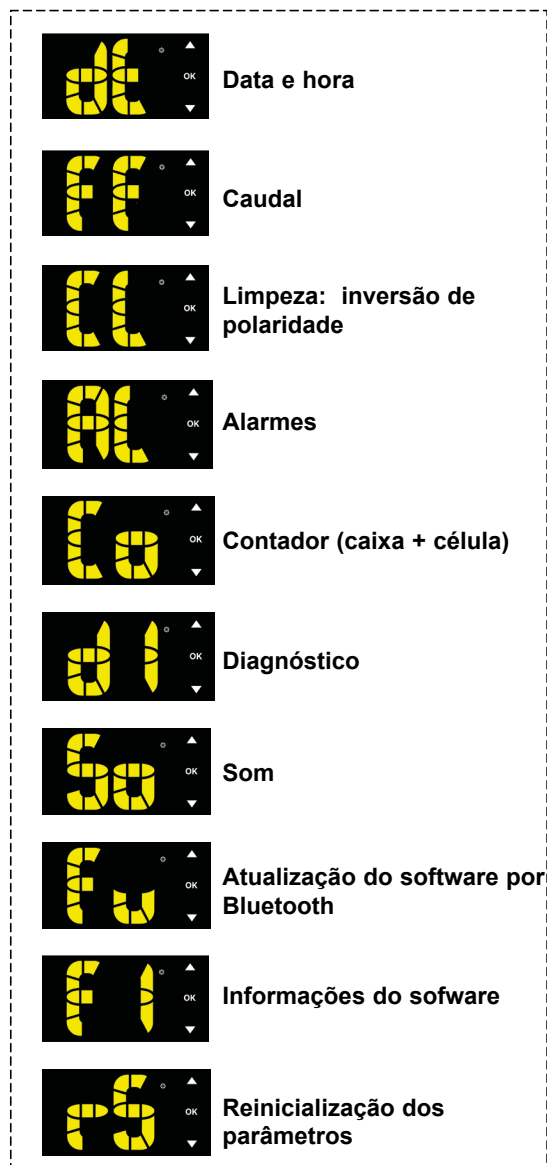 dt OK Data e hora
FF OK Caudal
CL OK Limpeza: inversão de
polaridade
AL OK Alarmes
Co OK Contador (caixa + célula)
dI OK Diagnóstico
So OK Som
Fu OK Atualização do software por
Bluetooth
FI OK Informações do sofware
rS OK Reinicialização dos
parâmetros